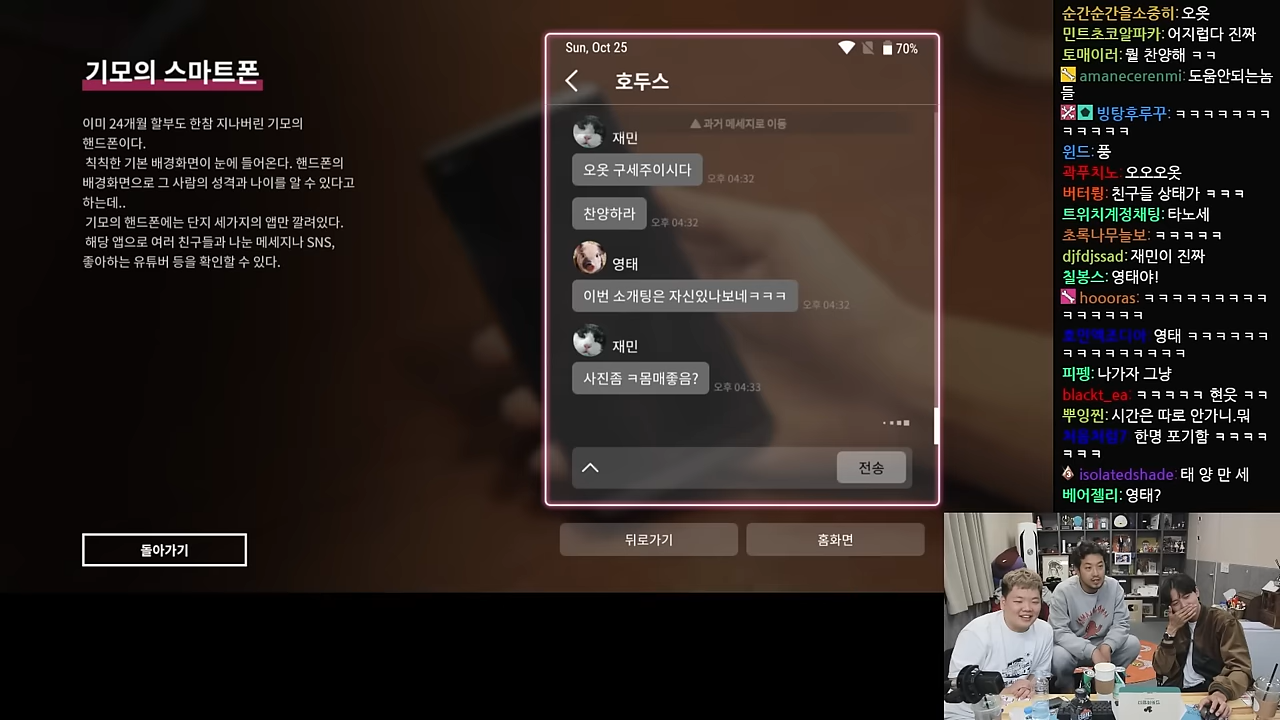 기모의 스마트폰
이미 24개월 할부도 한참 지나버린 기모의
핸드폰이다.
칙칙한 기본 배경화면이 눈에 들어온다. 핸드폰의
배경화면으로 그 사람의 성격과 나이를 알 수 있다고
하는데..
기모의 핸드폰에는 단지 세가지의 앱만 깔려있다.
해당 앱으로 여러 친구들과 나눈 메세지나 SNS,
좋아하는 유튜버 등을 확인할 수 있다.
돌아가기
Sun, Oct 25
70%
호두스
▲ 과거 메세지로 이동
재민
오옷 구세주이시다
오후 04:32
찬양하라
오후 04:32
영태
이번 소개팅은 자신있나보네ㅋㅋㅋ
오후 04:32
재민
사진좀 ㅋ몸매좋음?
오후 04:33
전송
뒤로가기
홈화면
순간순간을소중히: 오옷
민트초코알파카: 어지럽다 진짜
토매이러: 뭘 찬양해 ㅋㅋ
amanecerenmi: 도움안되는놈
들
빙탕후루꾸: ㅋㅋㅋㅋㅋㅋㅋ
ㅋㅋㅋㅋㅋ
윈드: 풍
곽푸치노: 오오오옷
버터륑: 친구들 상태가 ㅋㅋㅋ
트위치계정채팅: 타노세
초록나무늘보: ㅋㅋㅋㅋㅋ
djfdjssad: 재민이 진짜
칠봉스: 영태야!
hoooras: ㅋㅋㅋㅋㅋㅋㅋㅋㅋ
ㅋㅋㅋㅋㅋㅋ
영태 ㅋㅋㅋㅋㅋㅋ
ㅋㅋㅋㅋㅋㅋㅋㅋㅋ
피펭: 나가자 그냥
blackt_ea: ㅋㅋㅋㅋㅋ 현웃 ㅋㅋ
뿌잉찐: 시간은 따로 안가니.뭐
한명 포기함 ㅋㅋㅋㅋ
ㅋㅋㅋ
isolatedshade: 태 양 만 세
베어젤리: 영태?